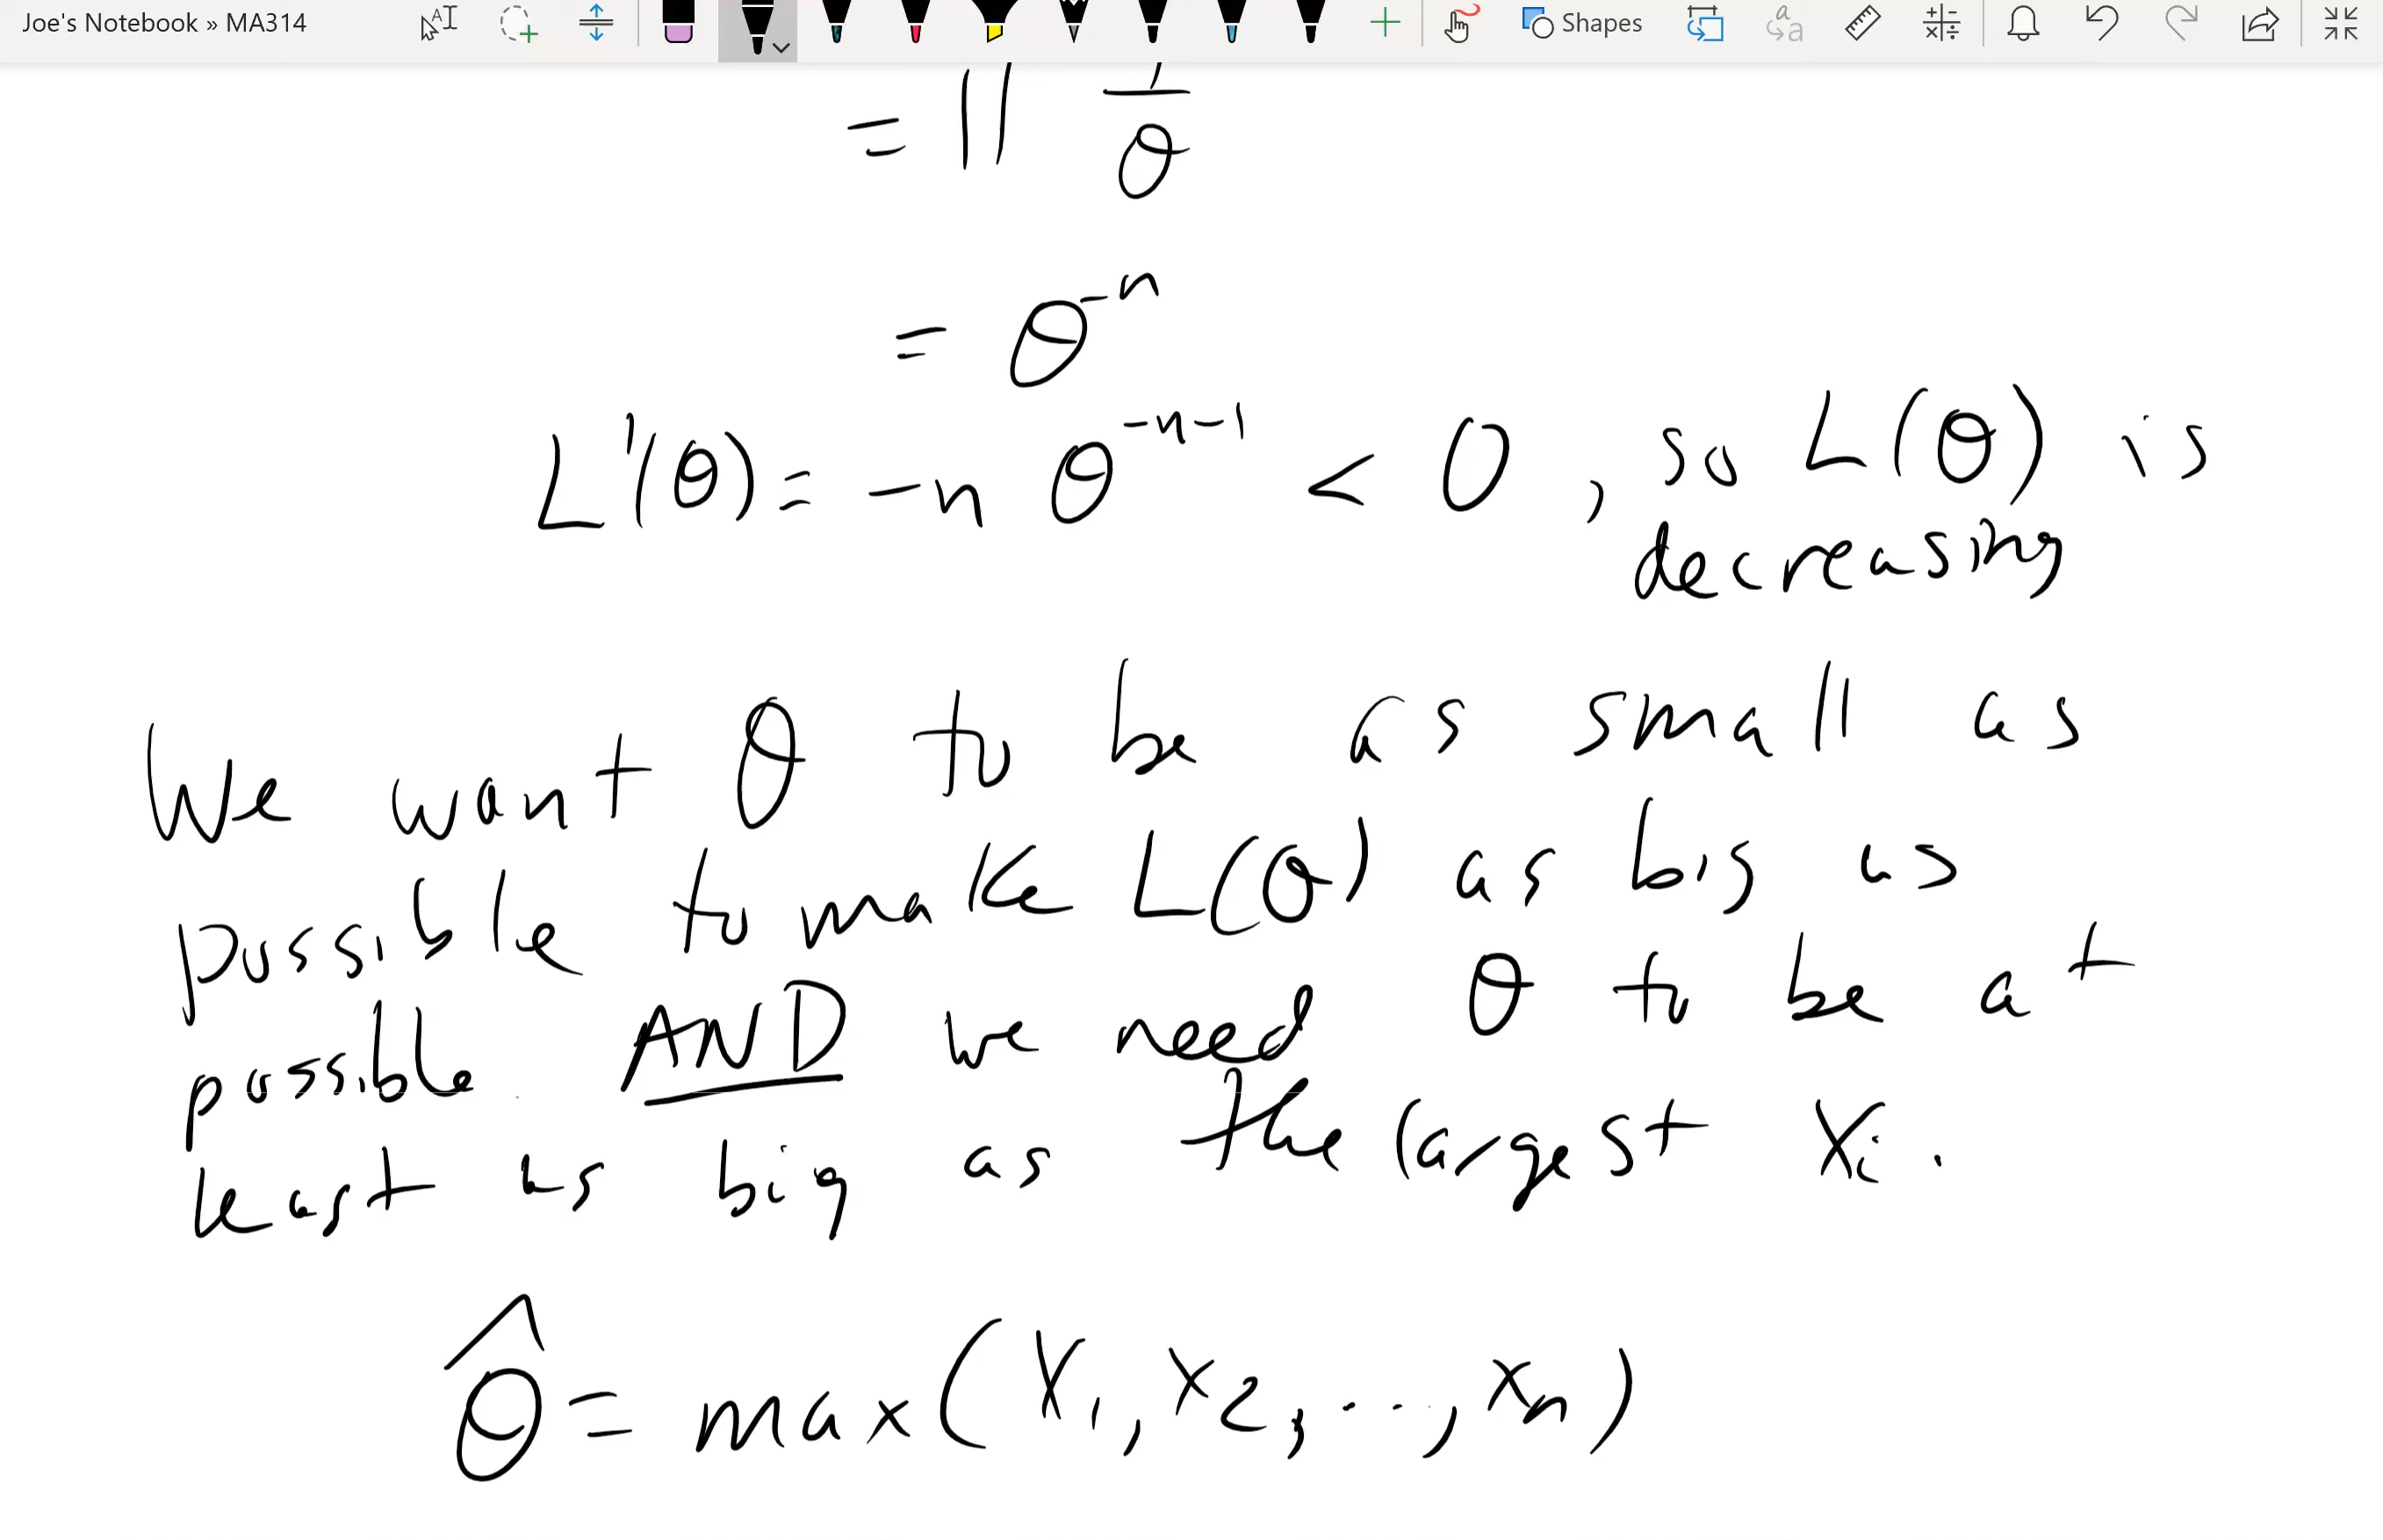 Joe's Notebook » MA314
Shapes
= ∏ 1/θ
= θ^{-n}
L'(θ) = -n θ^{-n-1} < 0, so L(θ) is
decreasing
We want θ to be as small as
possible to make L(θ) as big as
possible AND we need θ to be at
least as big as the largest Xi.
θ̂ = max(X1, X2, ..., Xn)